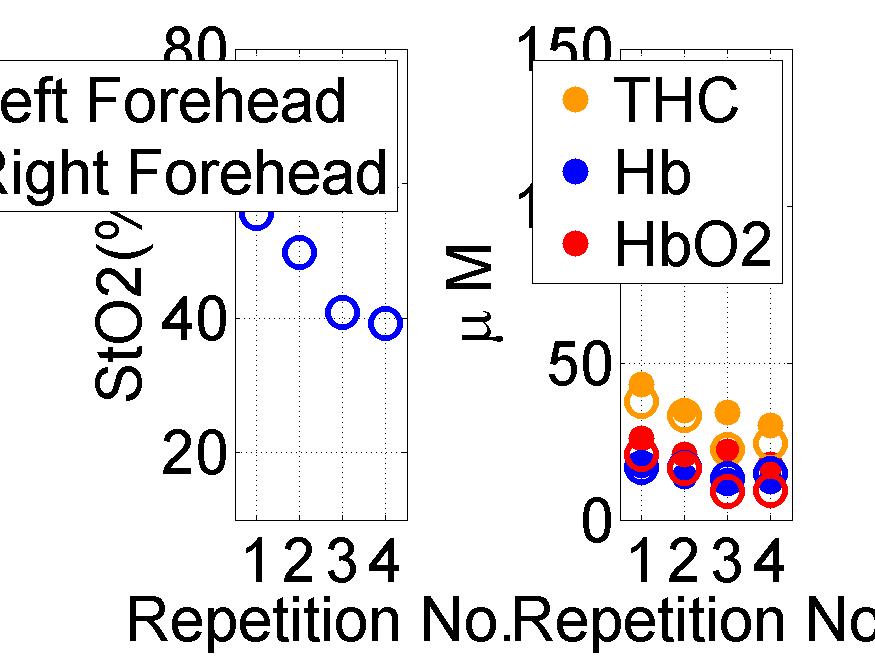 80
eft Forehead
Right Forehead
StO2(%
40
20
1 2 3 4
Repetition No.
150
1
THC
Hb
HbO2
μ M
50
0
1 2 3 4
Repetition No